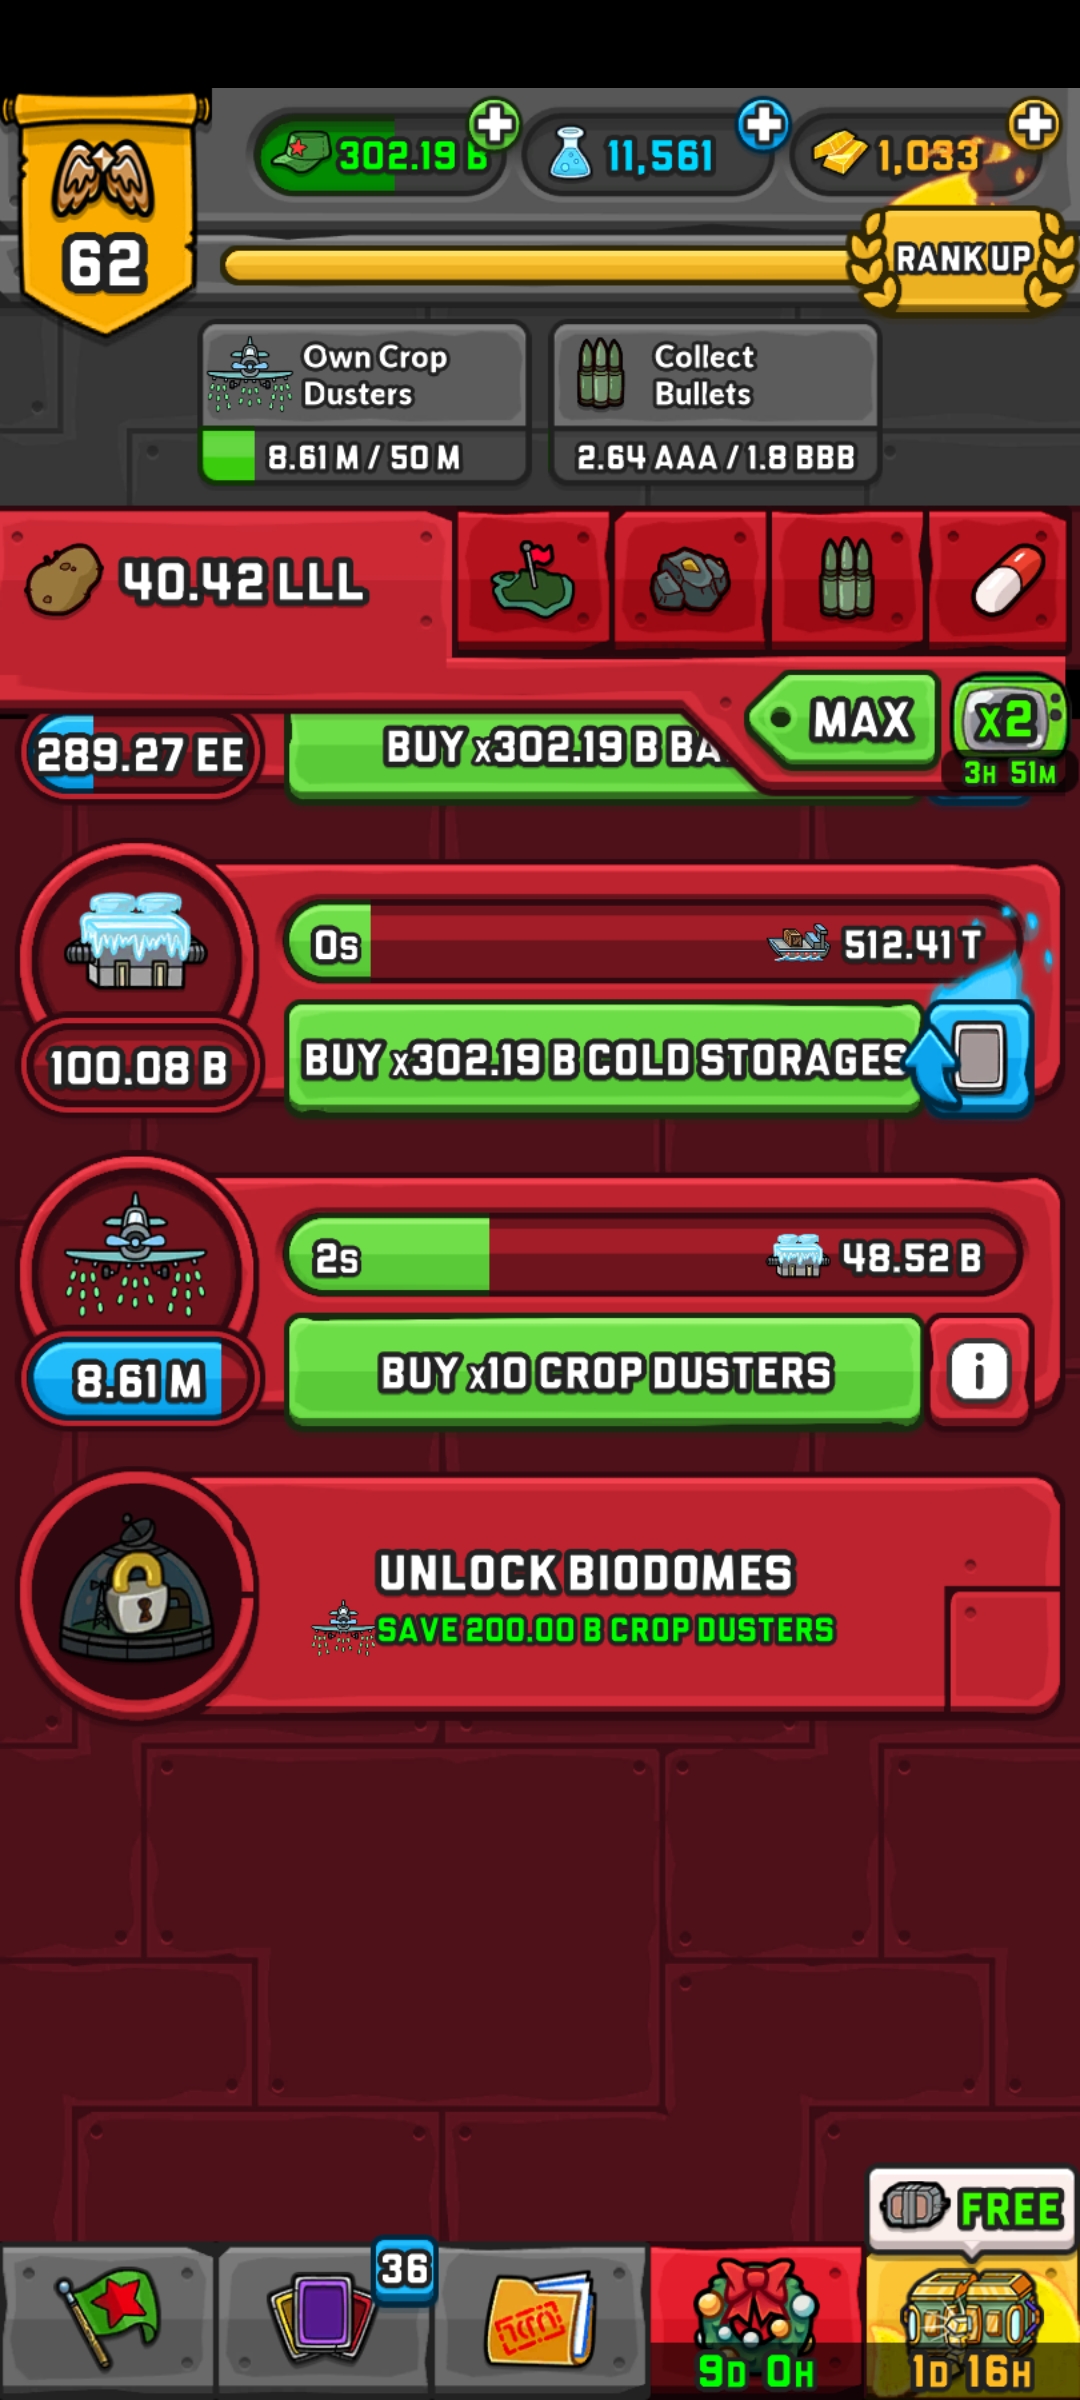 302.19 B
11,561
1,033
62
RANK UP
Own Crop
Dusters
8.61 M / 50 M
Collect
Bullets
2.64 AAA / 1.8 BBB
40.42 LLL
MAX
x2
3H 51M
289.27 EE
BUY x302.19 B BA
0s
512.41 T
100.08 B
BUY x302.19 B COLD STORAGES
2s
48.52 B
8.61 M
BUY x10 CROP DUSTERS
i
UNLOCK BIODOMES
SAVE 200.00 B CROP DUSTERS
FREE
36
9D 0H
1D 16H